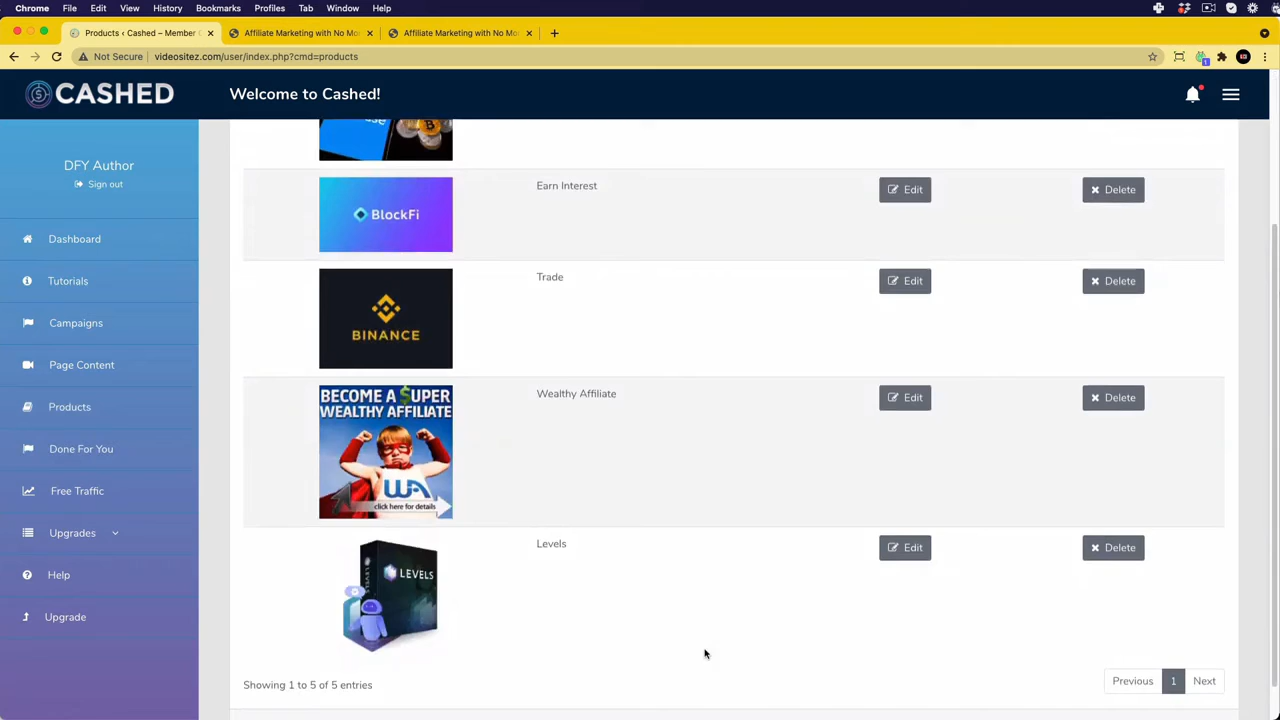 Chrome File Edit View History Bookmarks Profiles Tab Window Help
Products ‹ Cashed – Member
Affiliate Marketing with No Mo
Affiliate Marketing with No Mo
Not Secure videositez.com/user/index.php?cmd=products
CASHED
Welcome to Cashed!
DFY Author
Sign out
Dashboard
Tutorials
Campaigns
Page Content
Products
Done For You
Free Traffic
Upgrades
Help
Upgrade
BlockFi
Earn Interest
Edit
Delete
BINANCE
Trade
Edit
Delete
BECOME A $UPER
WEALTHY AFFILIATE
WA
click here for details
Wealthy Affiliate
Edit
Delete
LEVELS
LEVELS
Levels
Edit
Delete
Showing 1 to 5 of 5 entries
Previous 1 Next